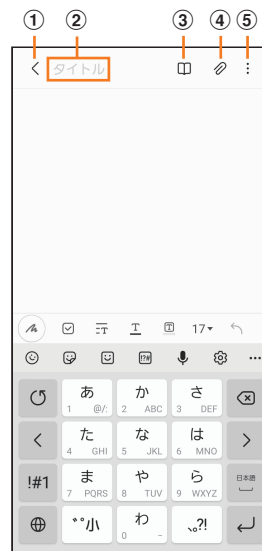 ① ② ③ ④ ⑤
タイトル
T T T 17
!?#
あ か さ
1 @/: 2 ABC 3 DEF
た な は
4 GHI 5 JKL 6 MNO
!#1 ま や ら 日本語
7 PQRS 8 TUV 9 WXYZ
゛゜小 わ 、。?!
0 -